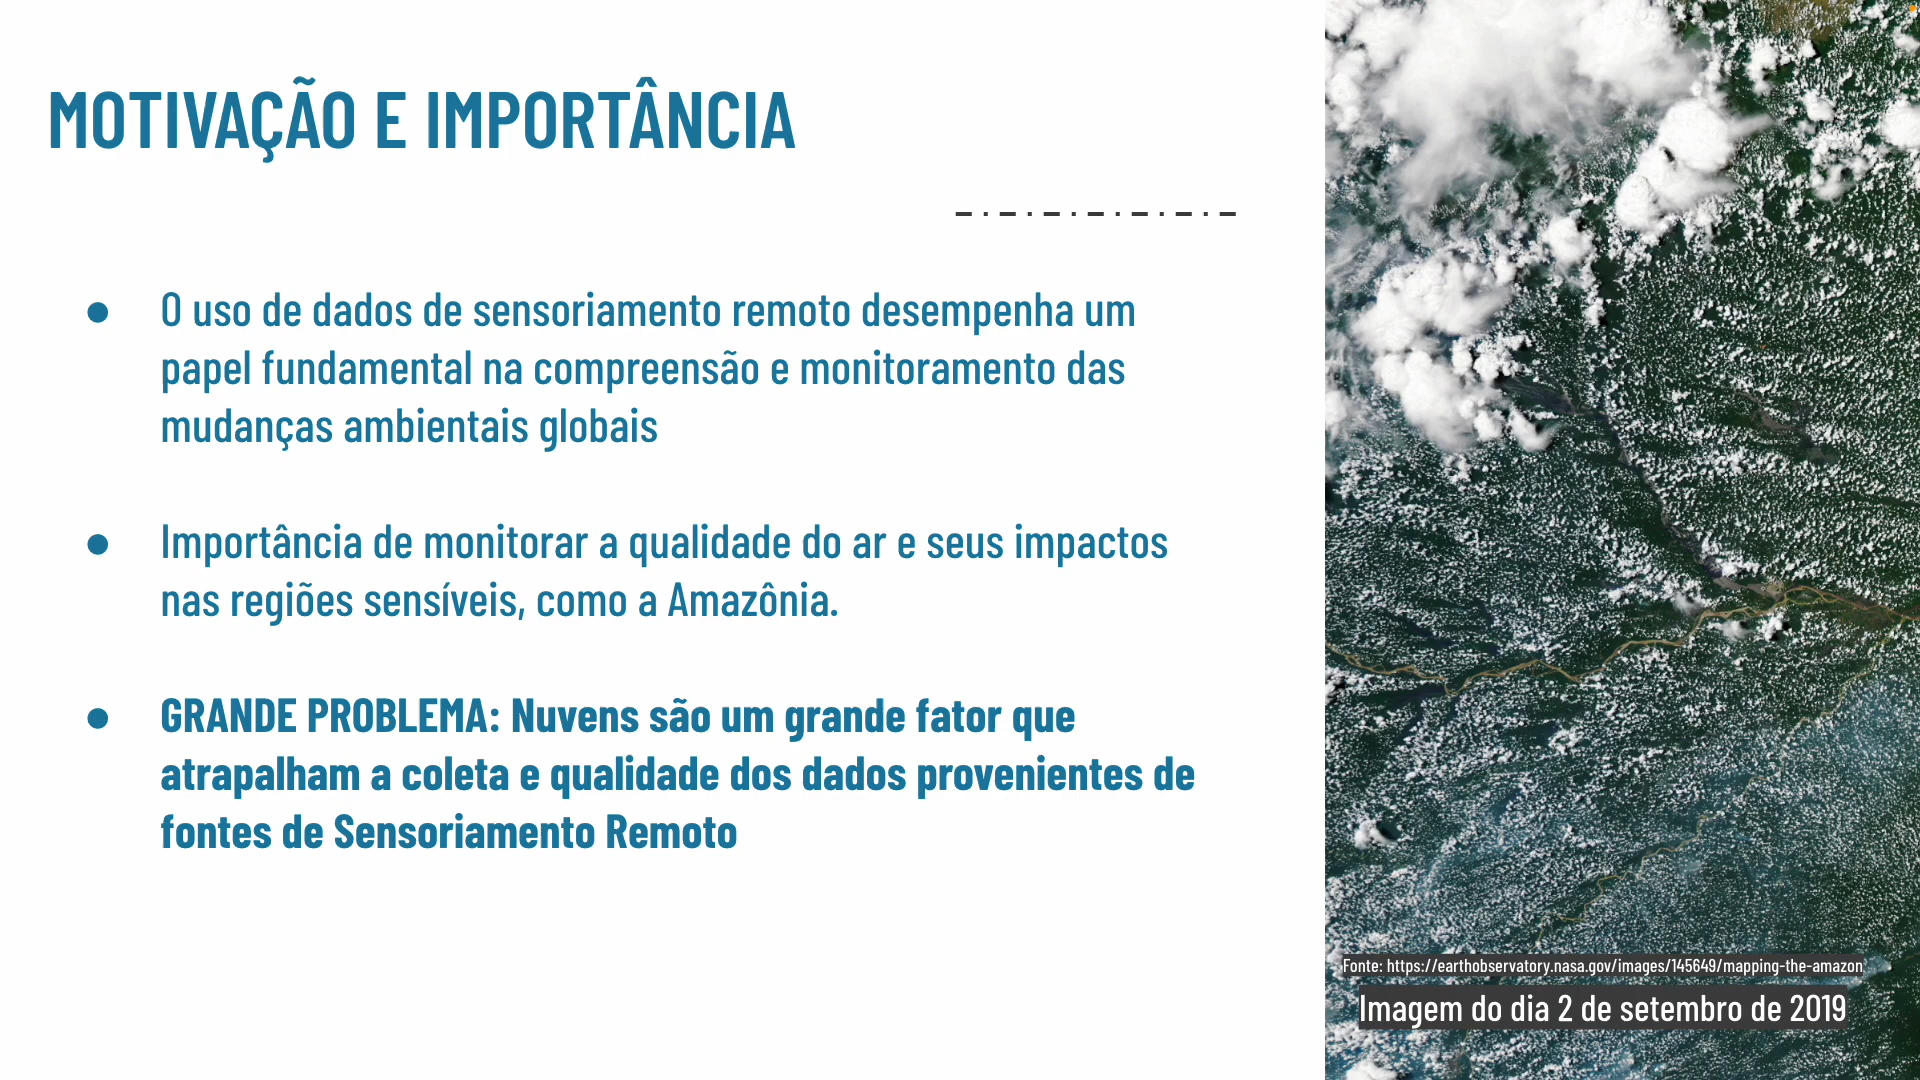 MOTIVAÇÃO E IMPORTÂNCIA
● O uso de dados de sensoriamento remoto desempenha um
papel fundamental na compreensão e monitoramento das
mudanças ambientais globais
● Importância de monitorar a qualidade do ar e seus impactos
nas regiões sensíveis, como a Amazônia.
● GRANDE PROBLEMA: Nuvens são um grande fator que
atrapalham a coleta e qualidade dos dados provenientes de
fontes de Sensoriamento Remoto
Fonte: https://earthobservatory.nasa.gov/images/145649/mapping-the-amazon
Imagem do dia 2 de setembro de 2019